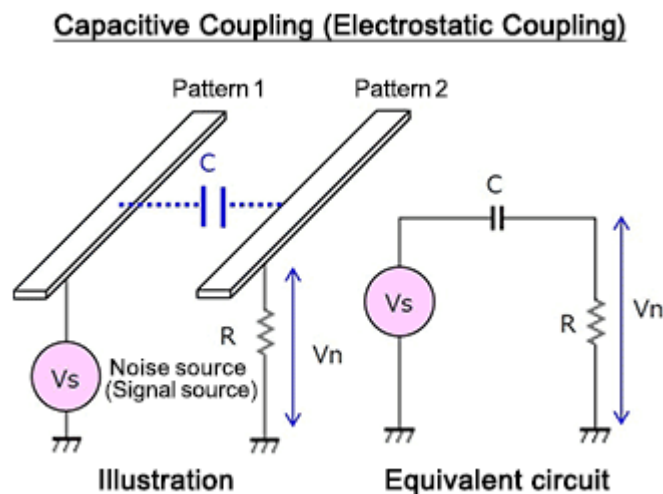 Capacitive Coupling (Electrostatic Coupling)
Pattern 1
Pattern 2
C
C
R
Vn
Vs
Noise source
(Signal source)
Vs
R
Vn
Illustration
Equivalent circuit